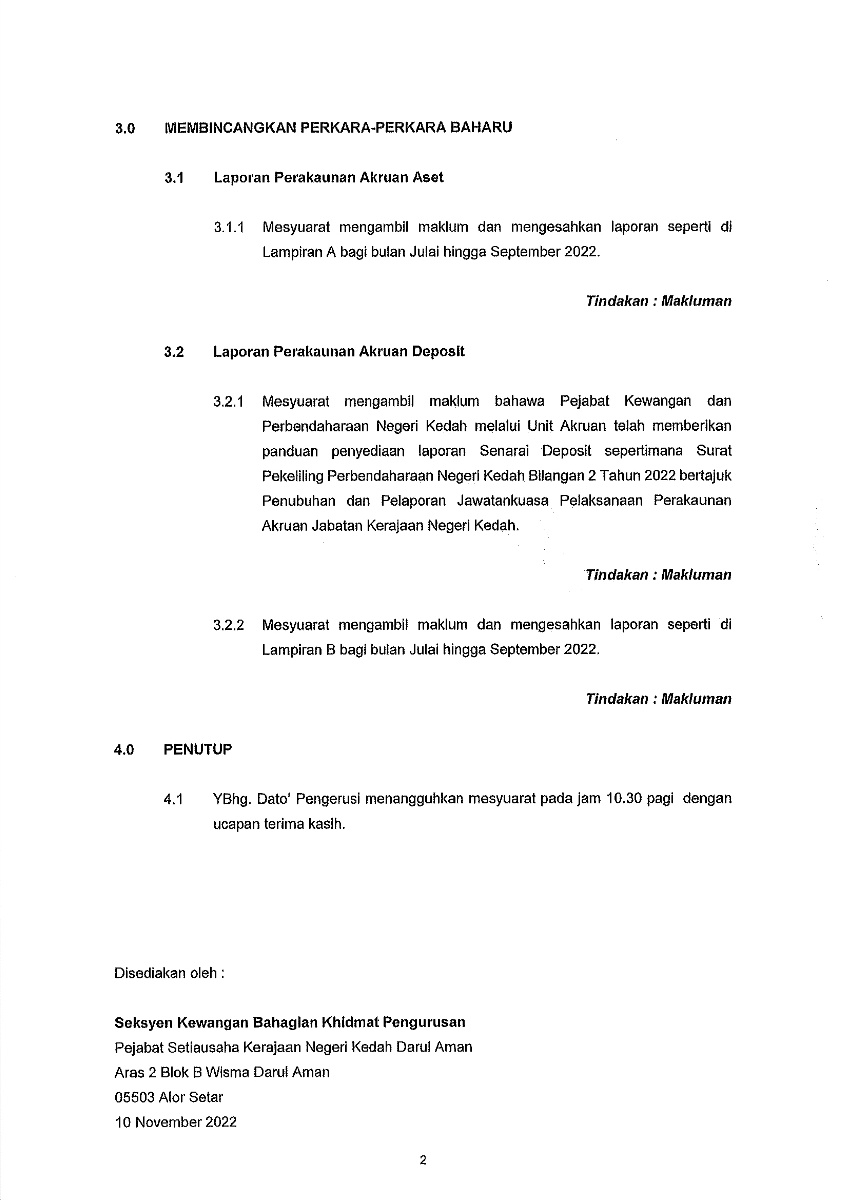 3.0 MEMBINCANGKAN PERKARA-PERKARA BAHARU
3.1 Laporan Perakaunan Akruan Aset
3.1.1 Mesyuarat mengambil maklum dan mengesahkan laporan seperti di
Lampiran A bagi bulan Julai hingga September 2022.
Tindakan : Makluman
3.2 Laporan Perakaunan Akruan Deposit
3.2.1 Mesyuarat mengambil maklum bahawa Pejabat Kewangan dan
Perbendaharaan Negeri Kedah melalui Unit Akruan telah memberikan
panduan penyediaan laporan Senarai Deposit sepertimana Surat
Pekeliling Perbendaharaan Negeri Kedah Bilangan 2 Tahun 2022 bertajuk
Penubuhan dan Pelaporan Jawatankuasa Pelaksanaan Perakaunan
Akruan Jabatan Kerajaan Negeri Kedah.
Tindakan : Makluman
3.2.2 Mesyuarat mengambil maklum dan mengesahkan laporan seperti di
Lampiran B bagi bulan Julai hingga September 2022.
Tindakan : Makluman
4.0 PENUTUP
4.1 YBhg. Dato' Pengerusi menangguhkan mesyuarat pada jam 10.30 pagi dengan
ucapan terima kasih.
Disediakan oleh :
Seksyen Kewangan Bahagian Khidmat Pengurusan
Pejabat Setiausaha Kerajaan Negeri Kedah Darul Aman
Aras 2 Blok B Wisma Darul Aman
05503 Alor Setar
10 November 2022
2